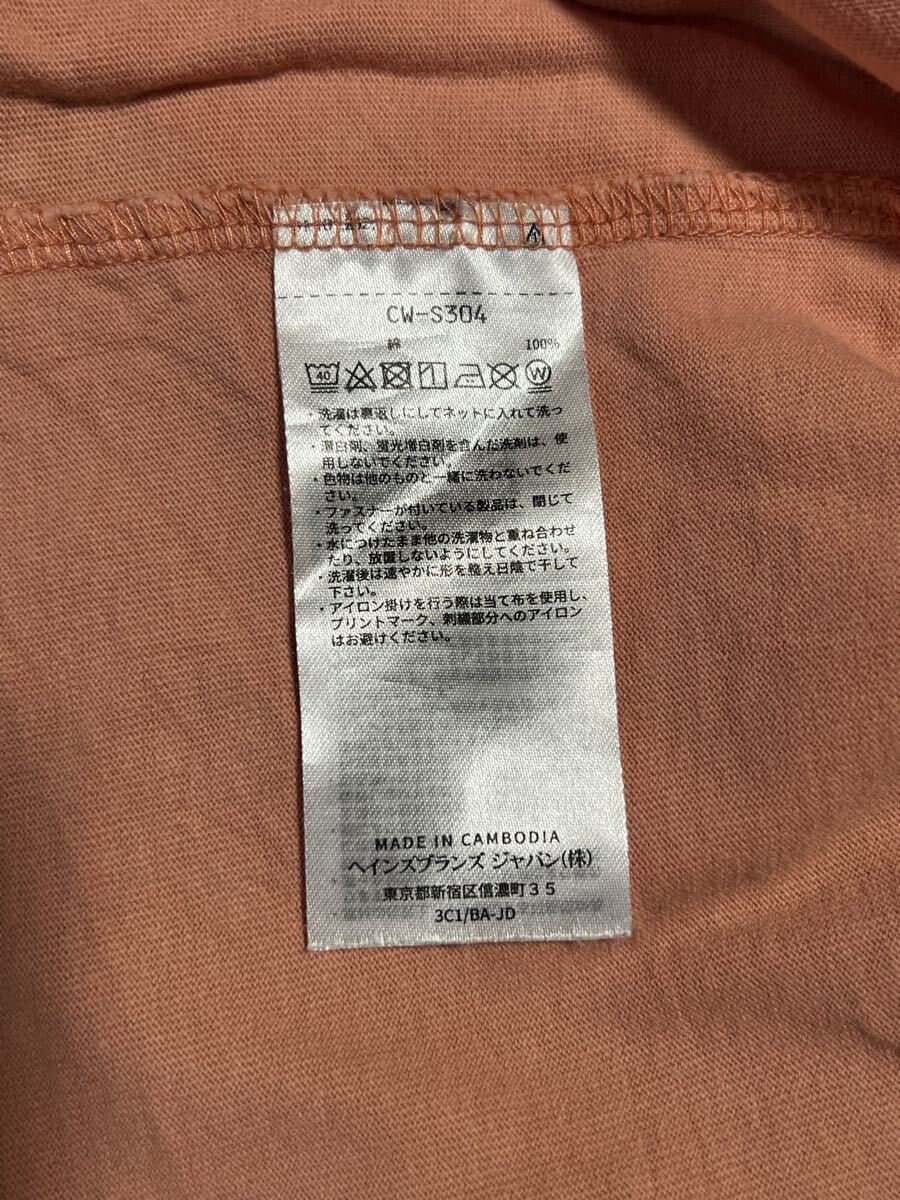 CW-S304
綿 100%
40
W
・洗濯は裏返しにしてネットに入れて洗っ
てください。
・漂白剤、蛍光増白剤を含んだ洗剤は、使
用しないでください。
・色物は他のものと一緒に洗わないでくだ
さい。
・ファスナーが付いている製品は、閉じて
洗ってください。
・水につけたまま他の洗濯物と重ね合わせ
たり、放置しないようにしてください。
・洗濯後は速やかに形を整え日陰で干して
下さい。
・アイロン掛けを行う際は当て布を使用し、
プリントマーク、刺繍部分へのアイロン
はお避けください。
MADE IN CAMBODIA
ヘインズブランズ ジャパン(株)
東京都新宿区信濃町35
3C1/BA-JD